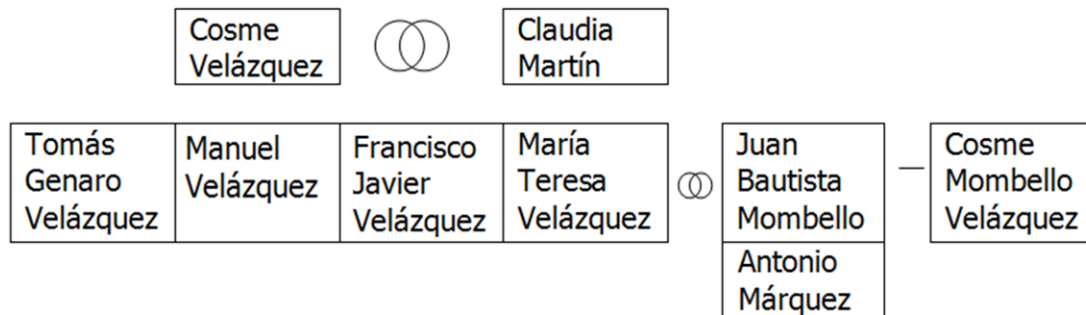 Cosme
Velázquez
Claudia
Martín
Tomás
Genaro
Velázquez
Manuel
Velázquez
Francisco
Javier
Velázquez
María
Teresa
Velázquez
Juan
Bautista
Mombello
Antonio
Márquez
Cosme
Mombello
Velázquez